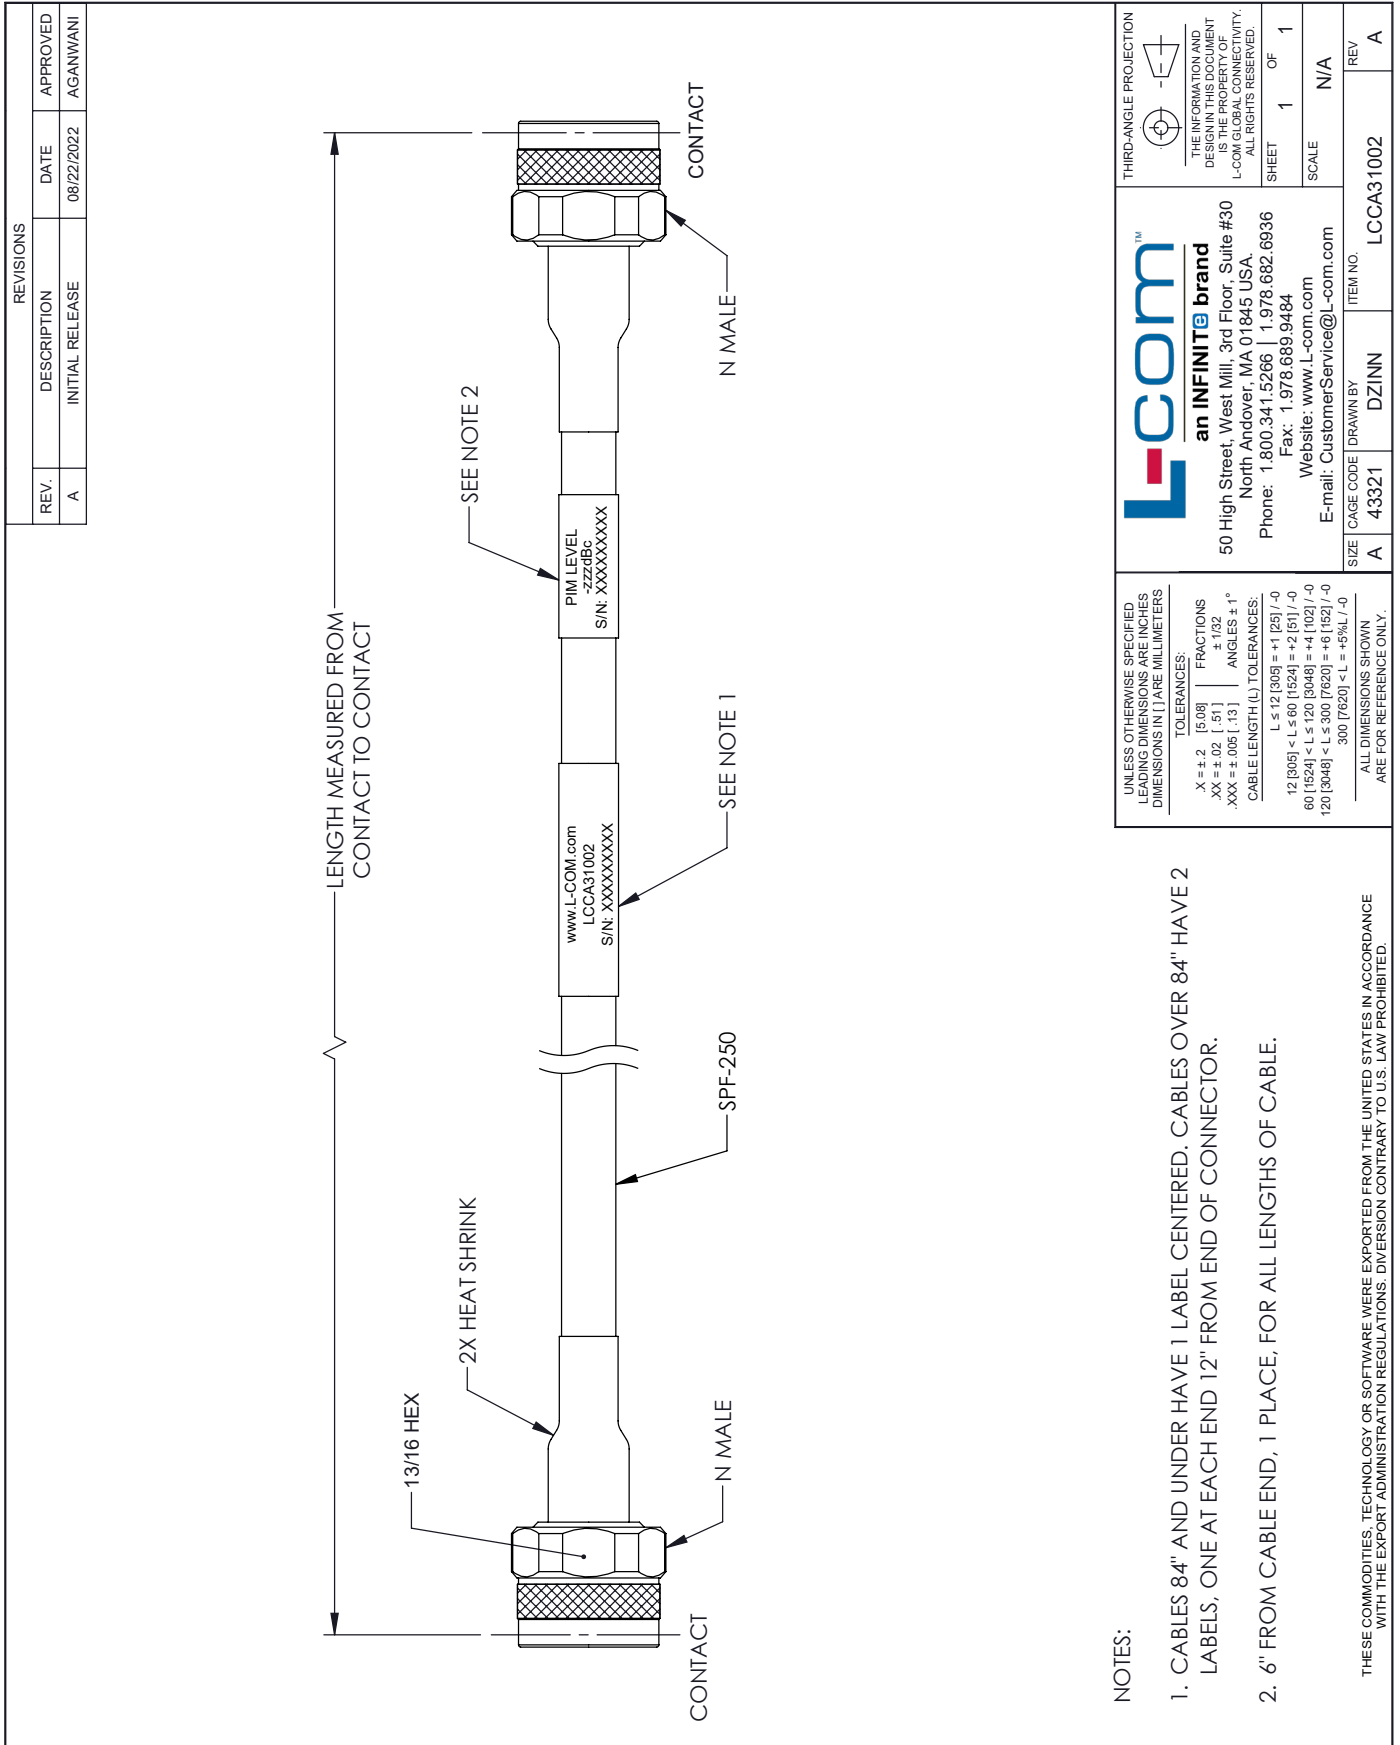 REVISIONS
REV. DESCRIPTION DATE APPROVED
A INITIAL RELEASE 08/22/2022 AGANWANI
LENGTH MEASURED FROM
CONTACT TO CONTACT
13/16 HEX
2X HEAT SHRINK
SEE NOTE 2
www.L-COM.com
LCCA31002
S/N: XXXXXXXXX
PIM LEVEL
-zzzdBc
S/N: XXXXXXXXX
CONTACT
N MALE
SPF-250
SEE NOTE 1
N MALE
CONTACT
NOTES:
1. CABLES 84" AND UNDER HAVE 1 LABEL CENTERED. CABLES OVER 84" HAVE 2
LABELS, ONE AT EACH END 12" FROM END OF CONNECTOR.
2. 6" FROM CABLE END, 1 PLACE, FOR ALL LENGTHS OF CABLE.
THESE COMMODITIES, TECHNOLOGY OR SOFTWARE WERE EXPORTED FROM THE UNITED STATES IN ACCORDANCE
WITH THE EXPORT ADMINISTRATION REGULATIONS. DIVERSION CONTRARY TO U.S. LAW PROHIBITED.
UNLESS OTHERWISE SPECIFIED
LEADING DIMENSIONS ARE INCHES
DIMENSIONS IN [ ] ARE MILLIMETERS
TOLERANCES:
.X = ±.2 [5.08] FRACTIONS
.XX = ±.02 [.51] ± 1/32
.XXX = ±.005 [.13] ANGLES ± 1°
CABLE LENGTH (L) TOLERANCES:
L ≤ 12 [305] = +1 [25] / -0
12 [305] < L ≤ 60 [1524] = +2 [51] / -0
60 [1524] < L ≤ 120 [3048] = +4 [102] / -0
120 [3048] < L ≤ 300 [7620] = +6 [152] / -0
300 [7620] < L = +5%L / -0
ALL DIMENSIONS SHOWN
ARE FOR REFERENCE ONLY.
L-com™
an INFINITe brand
50 High Street, West Mill, 3rd Floor, Suite #30
North Andover, MA 01845 USA.
Phone: 1.800.341.5266 | 1.978.682.6936
Fax: 1.978.689.9484
Website: www.L-com.com
E-mail: CustomerService@L-com.com
THIRD-ANGLE PROJECTION
THE INFORMATION AND
DESIGN IN THIS DOCUMENT
IS THE PROPERTY OF
L-COM GLOBAL CONNECTIVITY.
ALL RIGHTS RESERVED.
SHEET 1 OF 1
SCALE N/A
SIZE CAGE CODE DRAWN BY ITEM NO. REV
A 43321 DZINN LCCA31002 A